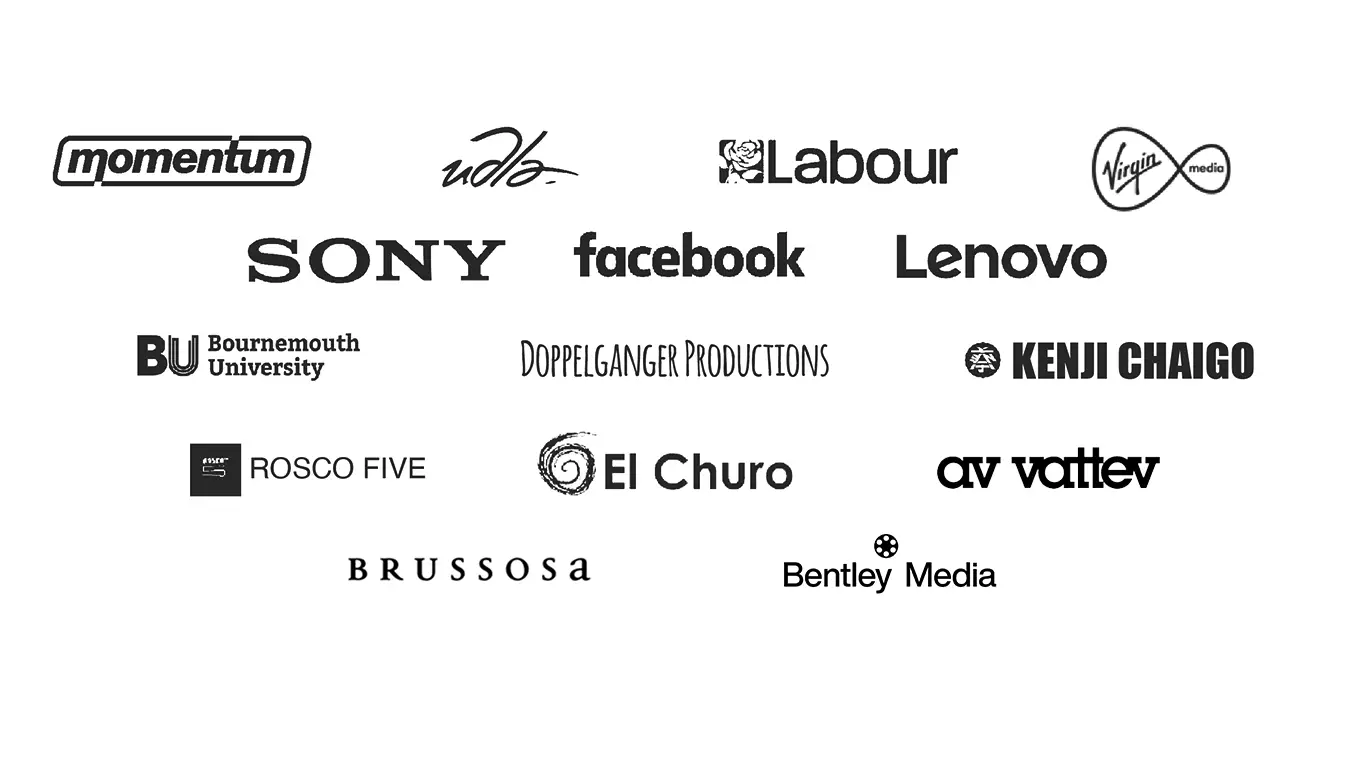 momentum
udla.
Labour
Virgin media
SONY
facebook
Lenovo
BU Bournemouth
University
DOPPELGANGER PRODUCTIONS
KENJI CHAIGO
ROSCO
ROSCO FIVE
El Churo
av vattev
BRUSSOSa
Bentley Media